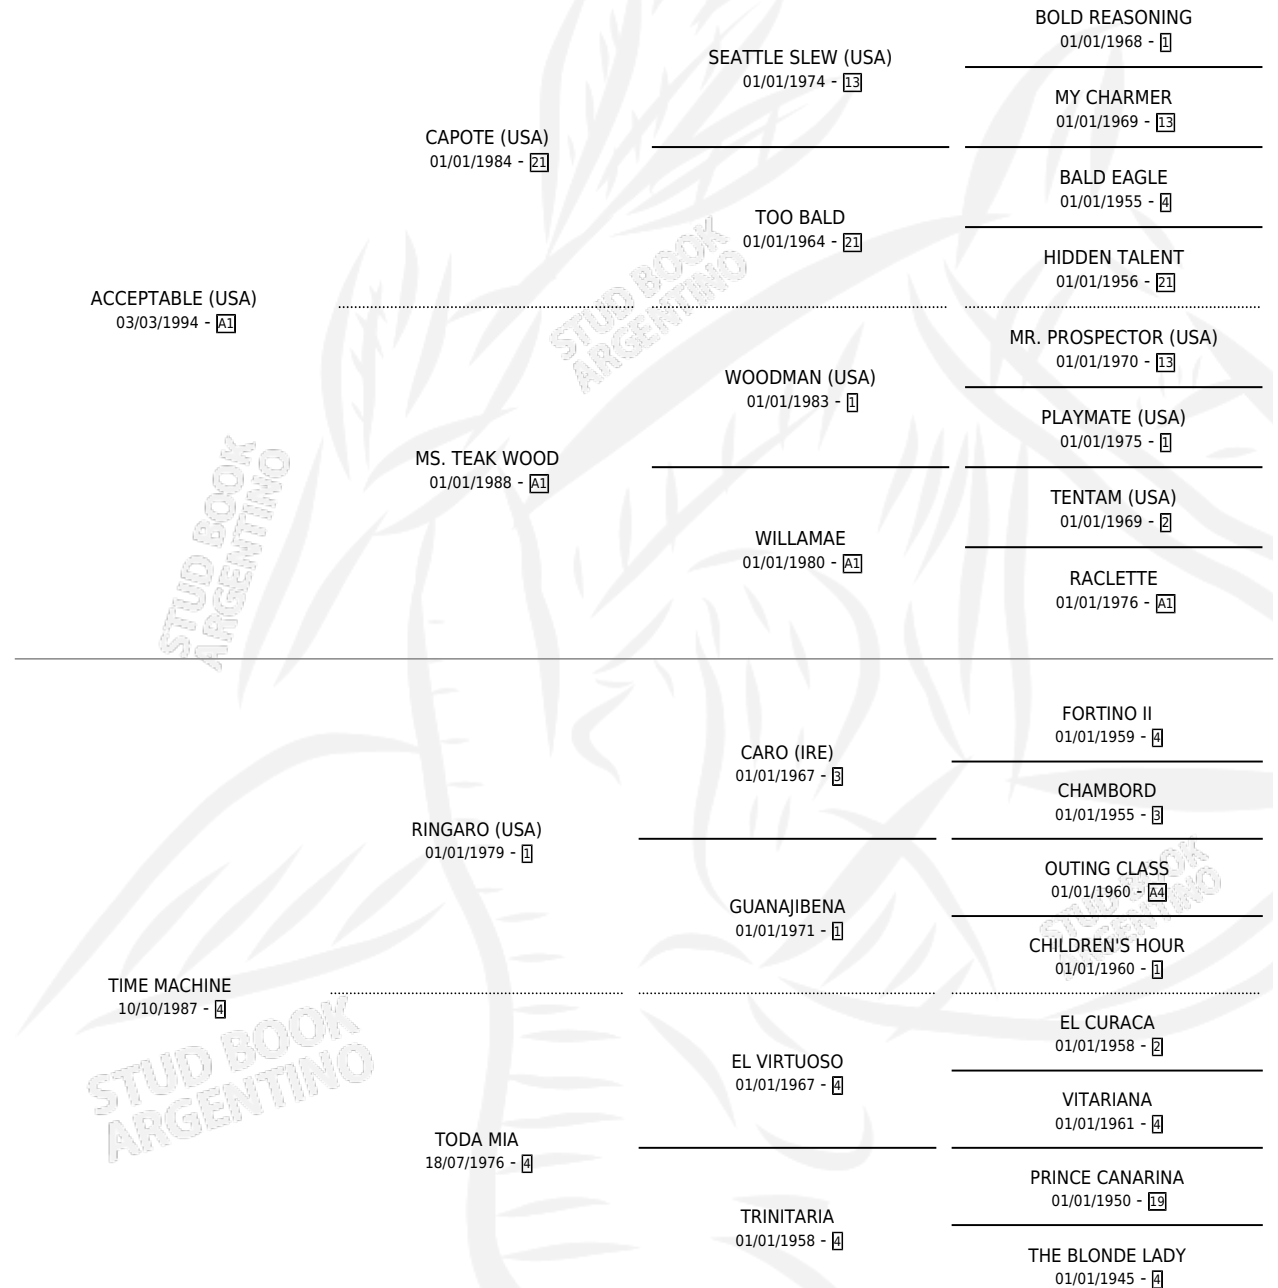 BOLD REASONING
01/01/1968 - 1
SEATTLE SLEW (USA)
01/01/1974 - 13
MY CHARMER
01/01/1969 - 13
CAPOTE (USA)
01/01/1984 - 21
BALD EAGLE
01/01/1955 - 4
TOO BALD
01/01/1964 - 21
HIDDEN TALENT
01/01/1956 - 21
ACCEPTABLE (USA)
03/03/1994 - A1
MR. PROSPECTOR (USA)
01/01/1970 - 13
WOODMAN (USA)
01/01/1983 - 1
PLAYMATE (USA)
01/01/1975 - 1
MS. TEAK WOOD
01/01/1988 - A1
TENTAM (USA)
01/01/1969 - 2
WILLAMAE
01/01/1980 - A1
RACLETTE
01/01/1976 - A1
FORTINO II
01/01/1959 - 4
CARO (IRE)
01/01/1967 - 3
CHAMBORD
01/01/1955 - 3
RINGARO (USA)
01/01/1979 - 1
OUTING CLASS
01/01/1960 - A4
GUANAJIBENA
01/01/1971 - 1
CHILDREN'S HOUR
01/01/1960 - 1
TIME MACHINE
10/10/1987 - 4
EL CURACA
01/01/1958 - 2
EL VIRTUOSO
01/01/1967 - 4
VITARIANA
01/01/1961 - 4
TODA MIA
18/07/1976 - 4
PRINCE CANARINA
01/01/1950 - 19
TRINITARIA
01/01/1958 - 4
THE BLONDE LADY
01/01/1945 - 4
STUD BOOK
ARGENTINO
STUD BOOK
ARGENTINO
STUD BOOK
ARGENTINO
STUD BOOK
ARGENTINO